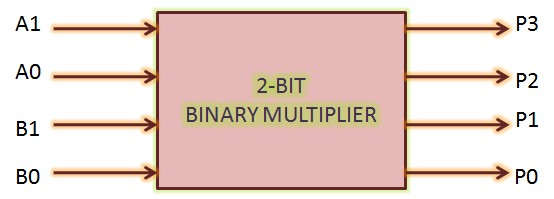 A1
A0
B1
B0
2-BIT
BINARY MULTIPLIER
P3
P2
P1
P0